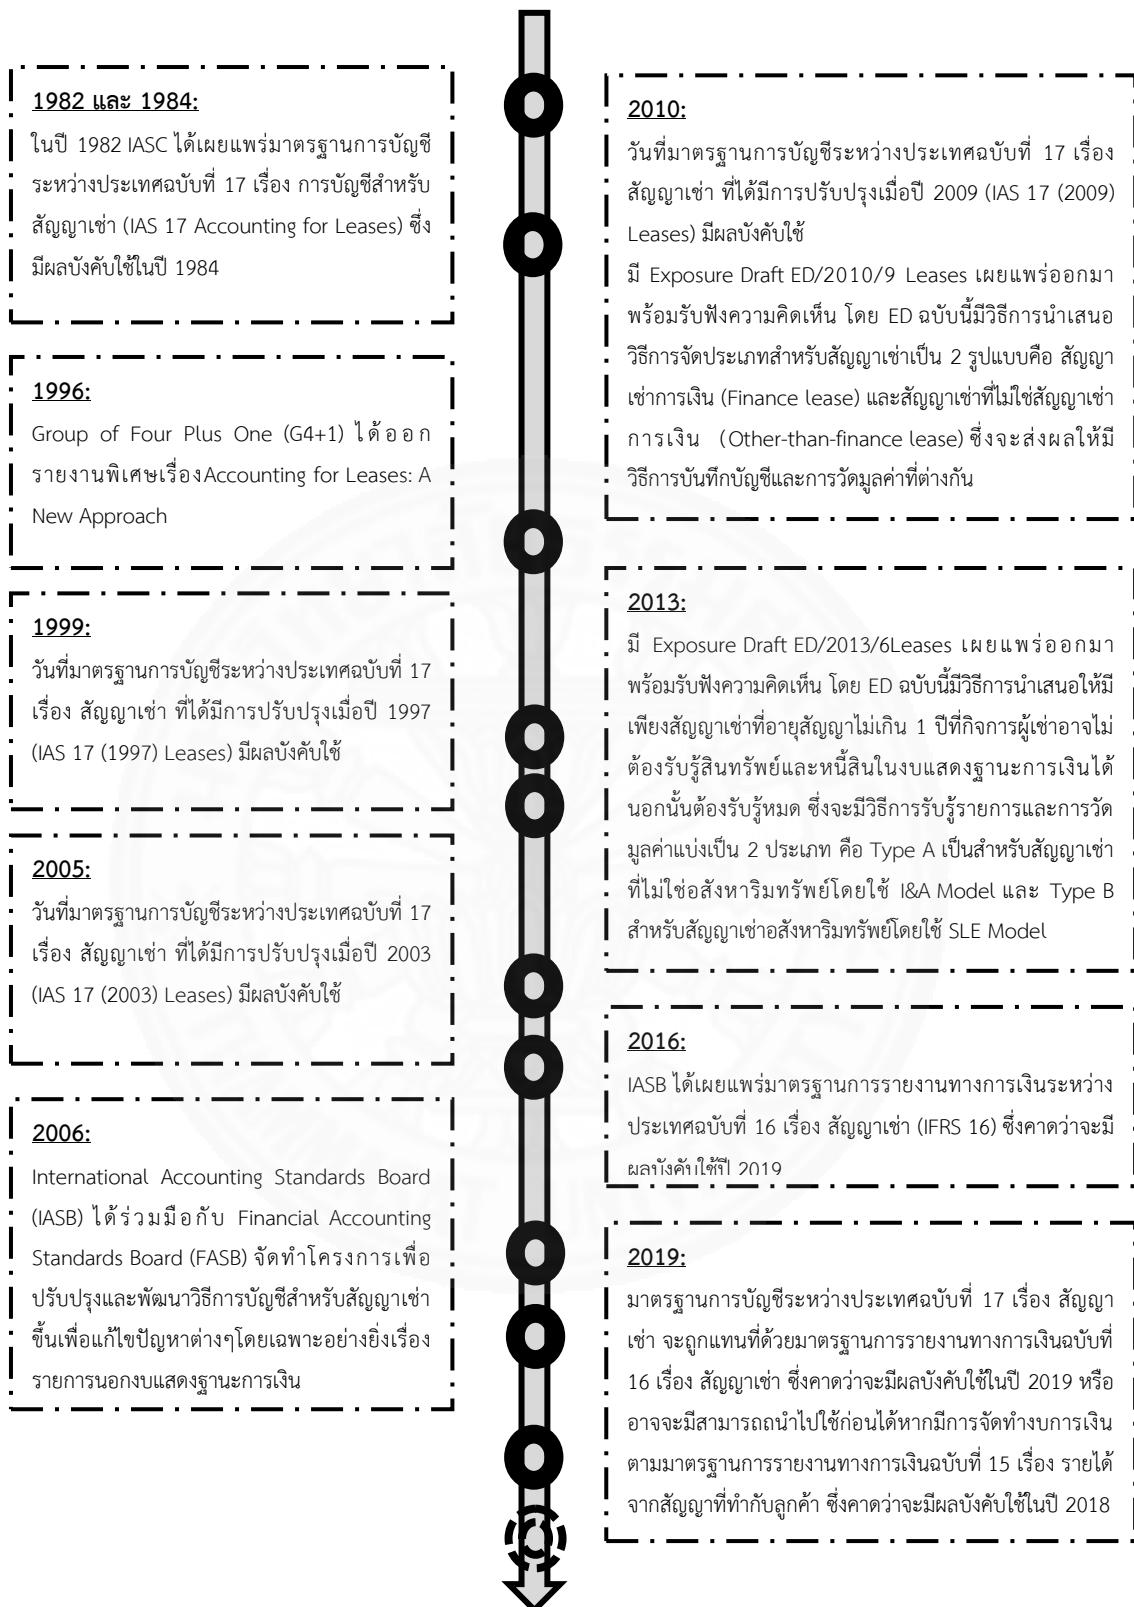 1982 และ 1984:
ในปี 1982 IASC ได้เผยแพร่มาตรฐานการบัญชี
ระหว่างประเทศฉบับที่ 17 เรื่อง การบัญชีสำหรับ
สัญญาเช่า (IAS 17 Accounting for Leases) ซึ่ง
มีผลบังคับใช้ในปี 1984
1996:
Group of Four Plus One (G4+1) ได้ออก
รายงานพิเศษเรื่องAccounting for Leases: A
New Approach
1999:
วันที่มาตรฐานการบัญชีระหว่างประเทศฉบับที่ 17
เรื่อง สัญญาเช่า ที่ได้มีการปรับปรุงเมื่อปี 1997
(IAS 17 (1997) Leases) มีผลบังคับใช้
2005:
วันที่มาตรฐานการบัญชีระหว่างประเทศฉบับที่ 17
เรื่อง สัญญาเช่า ที่ได้มีการปรับปรุงเมื่อปี 2003
(IAS 17 (2003) Leases) มีผลบังคับใช้
2006:
International Accounting Standards Board
(IASB) ได้ร่วมมือกับ Financial Accounting
Standards Board (FASB) จัดทำโครงการเพื่อ
ปรับปรุงและพัฒนาวิธีการบัญชีสำหรับสัญญาเช่า
ขึ้นเพื่อแก้ไขปัญหาต่างๆโดยเฉพาะอย่างยิ่งเรื่อง
รายการนอกงบแสดงฐานะการเงิน
2010:
วันที่มาตรฐานการบัญชีระหว่างประเทศฉบับที่ 17 เรื่อง
สัญญาเช่า ที่ได้มีการปรับปรุงเมื่อปี 2009 (IAS 17 (2009)
Leases) มีผลบังคับใช้
มี Exposure Draft ED/2010/9 Leases เผยแพร่ออกมา
พร้อมรับฟังความคิดเห็น โดย ED ฉบับนี้มีวิธีการนำเสนอ
วิธีการจัดประเภทสำหรับสัญญาเช่าเป็น 2 รูปแบบคือ สัญญา
เช่าการเงิน (Finance lease) และสัญญาเช่าที่ไม่ใช่สัญญาเช่า
การเงิน (Other-than-finance lease) ซึ่งจะส่งผลให้มี
วิธีการบันทึกบัญชีและการวัดมูลค่าที่ต่างกัน
2013:
มี Exposure Draft ED/2013/6Leases เผยแพร่ออกมา
พร้อมรับฟังความคิดเห็น โดย ED ฉบับนี้มีวิธีการนำเสนอให้มี
เพียงสัญญาเช่าที่อายุสัญญาไม่เกิน 1 ปีที่กิจการผู้เช่าอาจไม่
ต้องรับรู้สินทรัพย์และหนี้สินในงบแสดงฐานะการเงินได้
นอกนั้นต้องรับรู้หมด ซึ่งจะมีวิธีการรับรู้รายการและการวัด
มูลค่าแบ่งเป็น 2 ประเภท คือ Type A เป็นสำหรับสัญญาเช่า
ที่ไม่ใช่อสังหาริมทรัพย์โดยใช้ I&A Model และ Type B
สำหรับสัญญาเช่าอสังหาริมทรัพย์โดยใช้ SLE Model
2016:
IASB ได้เผยแพร่มาตรฐานการรายงานทางการเงินระหว่าง
ประเทศฉบับที่ 16 เรื่อง สัญญาเช่า (IFRS 16) ซึ่งคาดว่าจะมี
ผลบังคับใช้ปี 2019
2019:
มาตรฐานการบัญชีระหว่างประเทศฉบับที่ 17 เรื่อง สัญญา
เช่า จะถูกแทนที่ด้วยมาตรฐานการรายงานทางการเงินฉบับที่
16 เรื่อง สัญญาเช่า ซึ่งคาดว่าจะมีผลบังคับใช้ในปี 2019 หรือ
อาจจะมีสามารถถนำไปใช้ก่อนได้หากมีการจัดทำงบการเงิน
ตามมาตรฐานการรายงานทางการเงินฉบับที่ 15 เรื่อง รายได้
จากสัญญาที่ทำกับลูกค้า ซึ่งคาดว่าจะมีผลบังคับใช้ในปี 2018